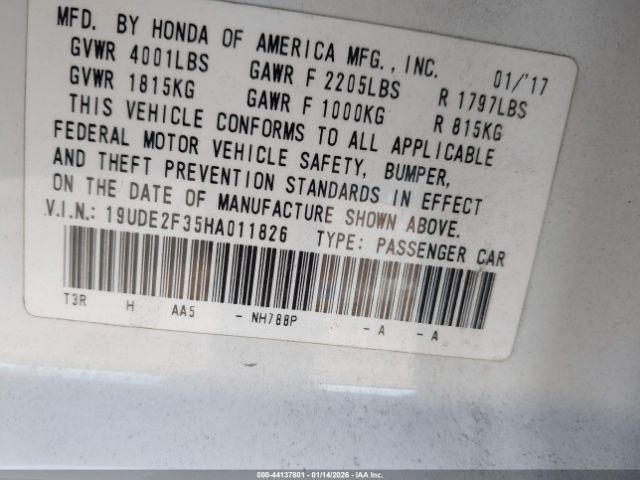 MFD. BY HONDA OF AMERICA MFG., INC. 01/'17
GVWR 4001LBS GAWR F 2205LBS R 1797LBS
GVWR 1815KG GAWR F 1000KG R 815KG
THIS VEHICLE CONFORMS TO ALL APPLICABLE
FEDERAL MOTOR VEHICLE SAFETY, BUMPER,
AND THEFT PREVENTION STANDARDS IN EFFECT
ON THE DATE OF MANUFACTURE SHOWN ABOVE.
V.I.N.: 19UDE2F35HA011826 TYPE: PASSENGER CAR
T3R H AA5 - NH788P - A - A
000-44137801 - 01/14/2026 - IAA Inc.